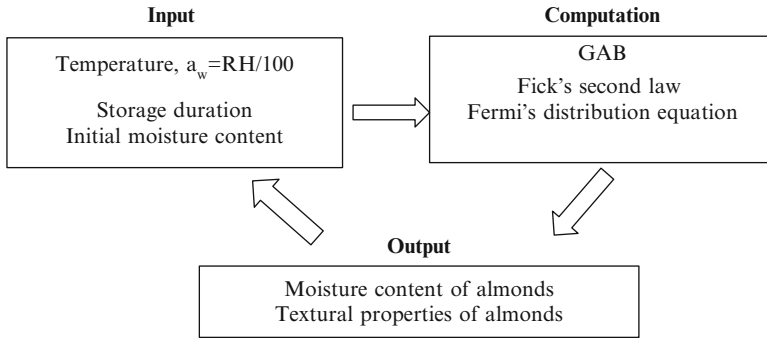 Input
Temperature, a_w=RH/100
Storage duration
Initial moisture content
Computation
GAB
Fick's second law
Fermi's distribution equation
Output
Moisture content of almonds
Textural properties of almonds